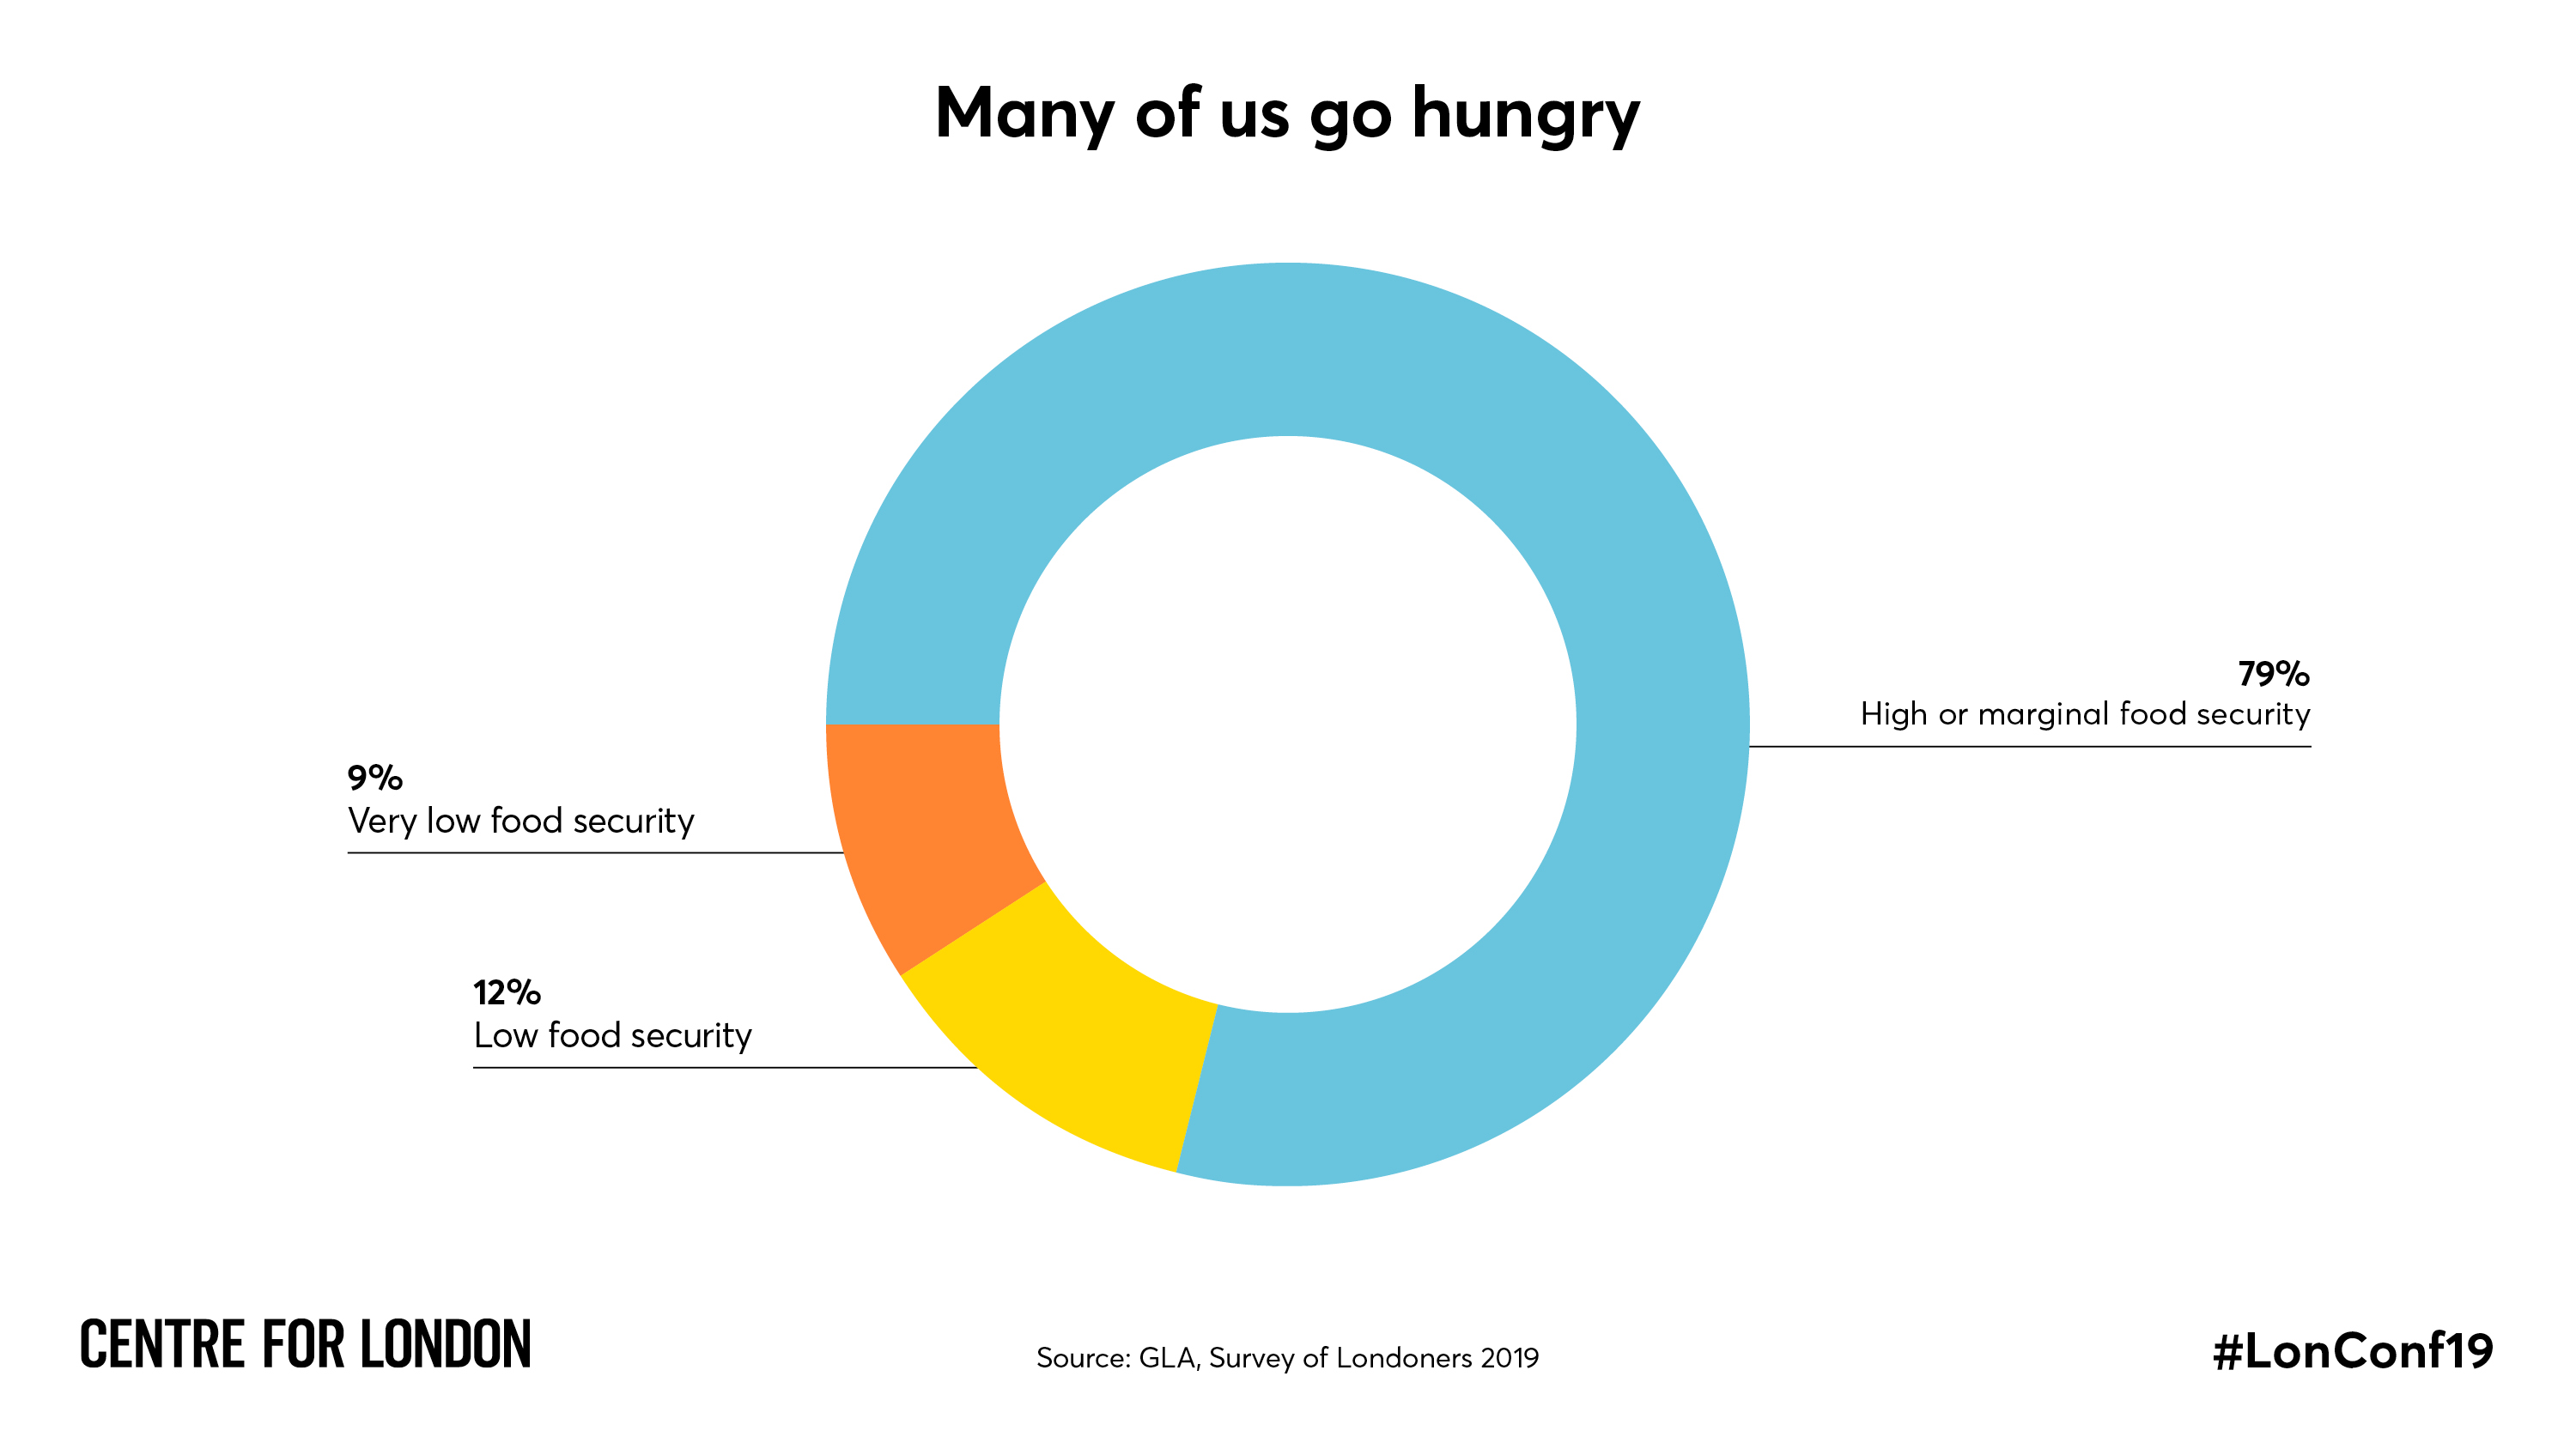 Many of us go hungry
79%
High or marginal food security
9%
Very low food security
12%
Low food security
CENTRE FOR LONDON
Source: GLA, Survey of Londoners 2019
#LonConf19